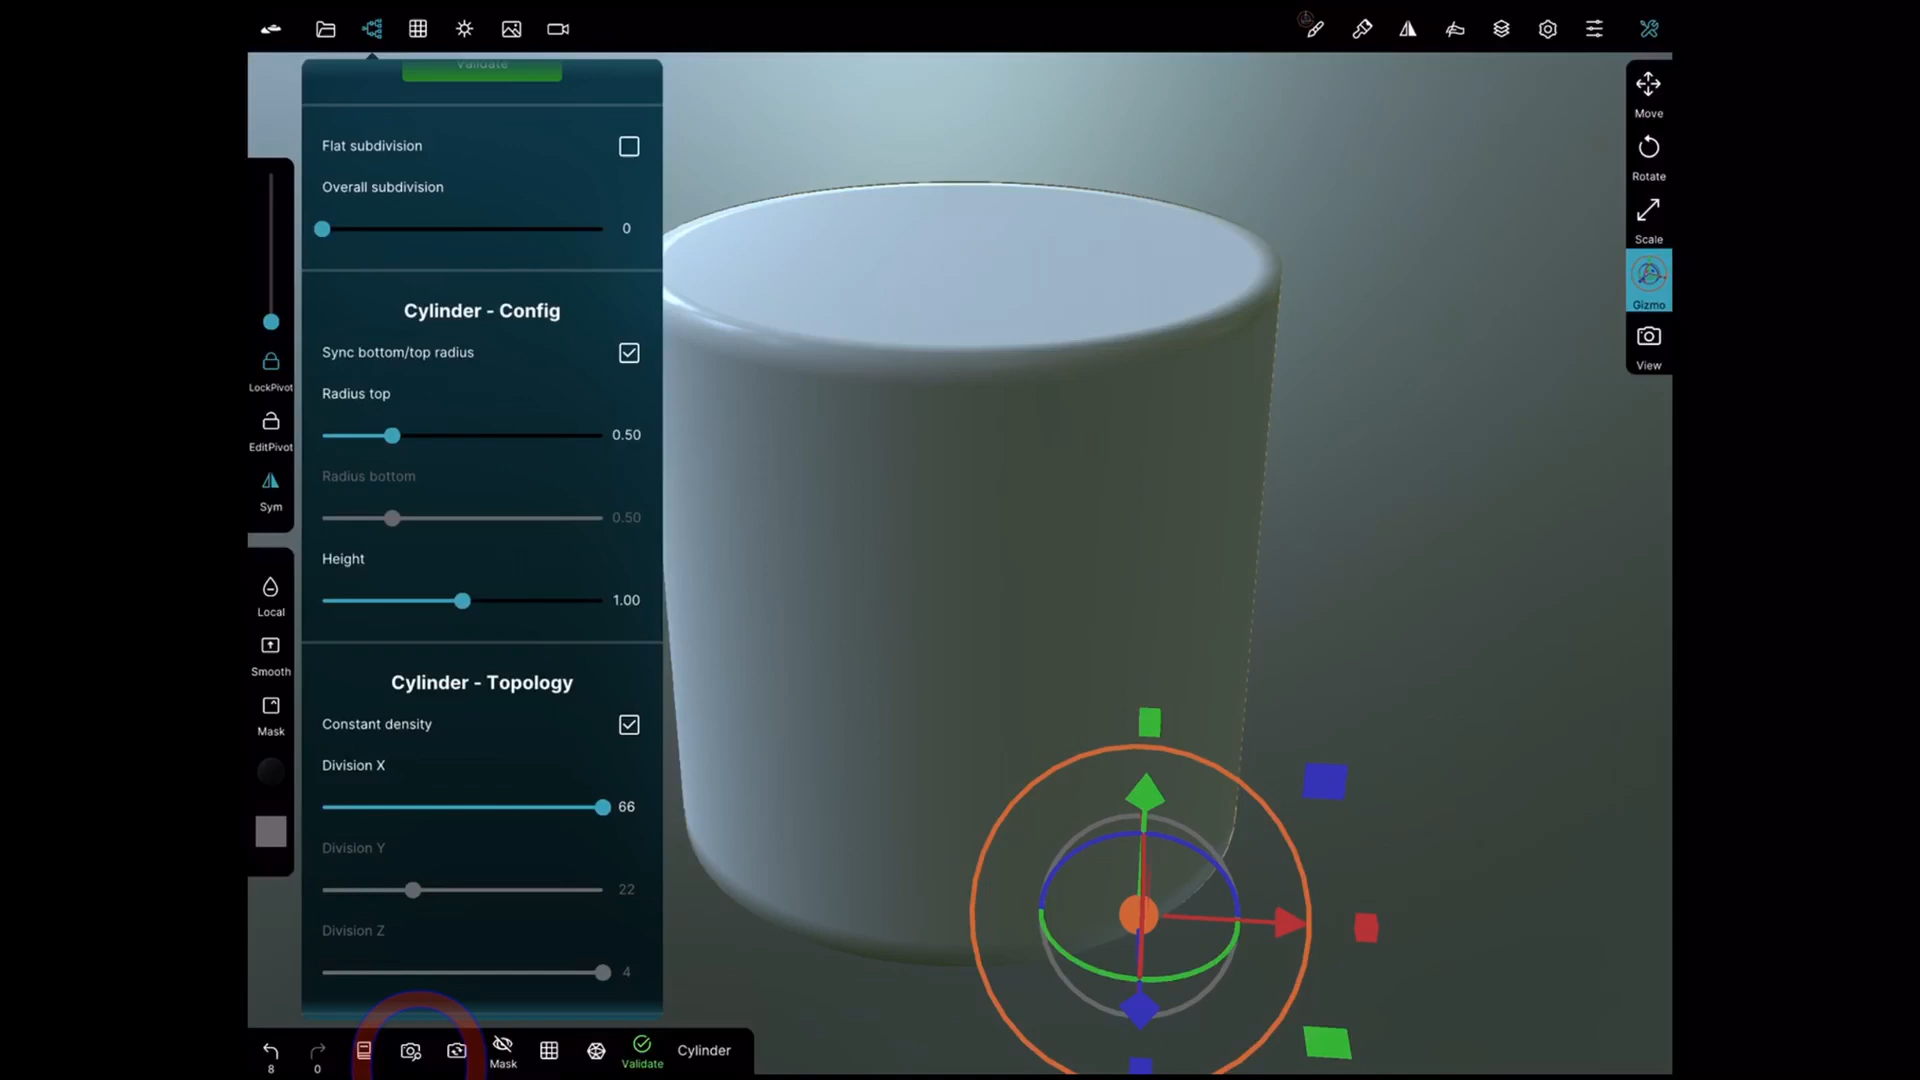 Validate
Flat subdivision
Overall subdivision
0
Cylinder - Config
Sync bottom/top radius
Radius top
0.50
Radius bottom
0.50
Height
1.00
Cylinder - Topology
Constant density
Division X
66
Division Y
22
Division Z
4
LockPivot
EditPivot
Sym
Local
Smooth
Mask
Move
Rotate
Scale
Gizmo
View
8
0
Mask
Validate
Cylinder